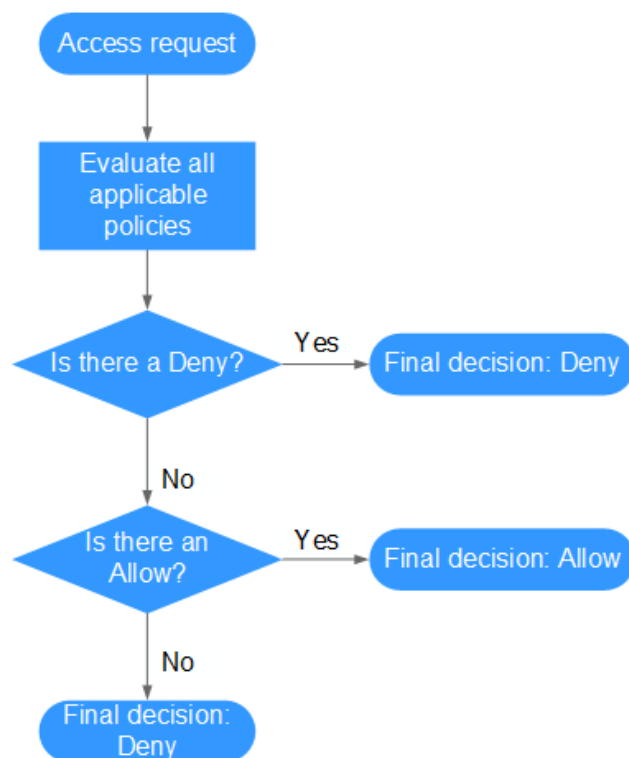 Access request
Evaluate all
applicable
policies
Is there a Deny?
Yes
Final decision: Deny
No
Is there an
Allow?
Yes
Final decision: Allow
No
Final decision:
Deny